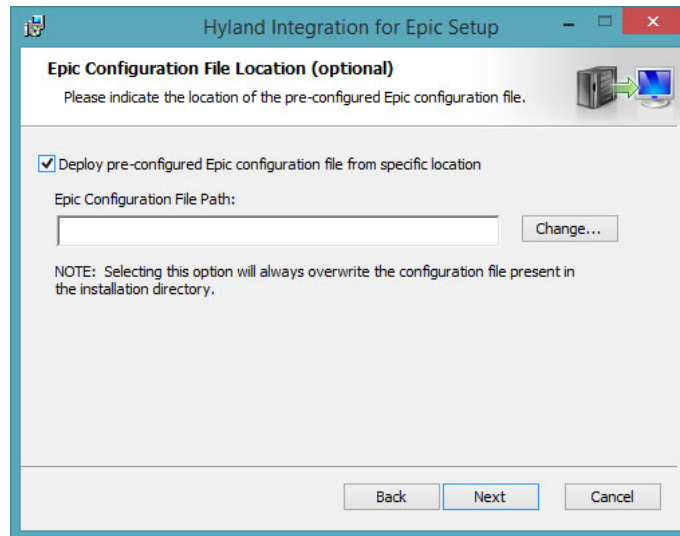 Hyland Integration for Epic Setup
Epic Configuration File Location (optional)
Please indicate the location of the pre-configured Epic configuration file.
Deploy pre-configured Epic configuration file from specific location
Epic Configuration File Path:
Change...
NOTE:  Selecting this option will always overwrite the configuration file present in
the installation directory.
Back
Next
Cancel